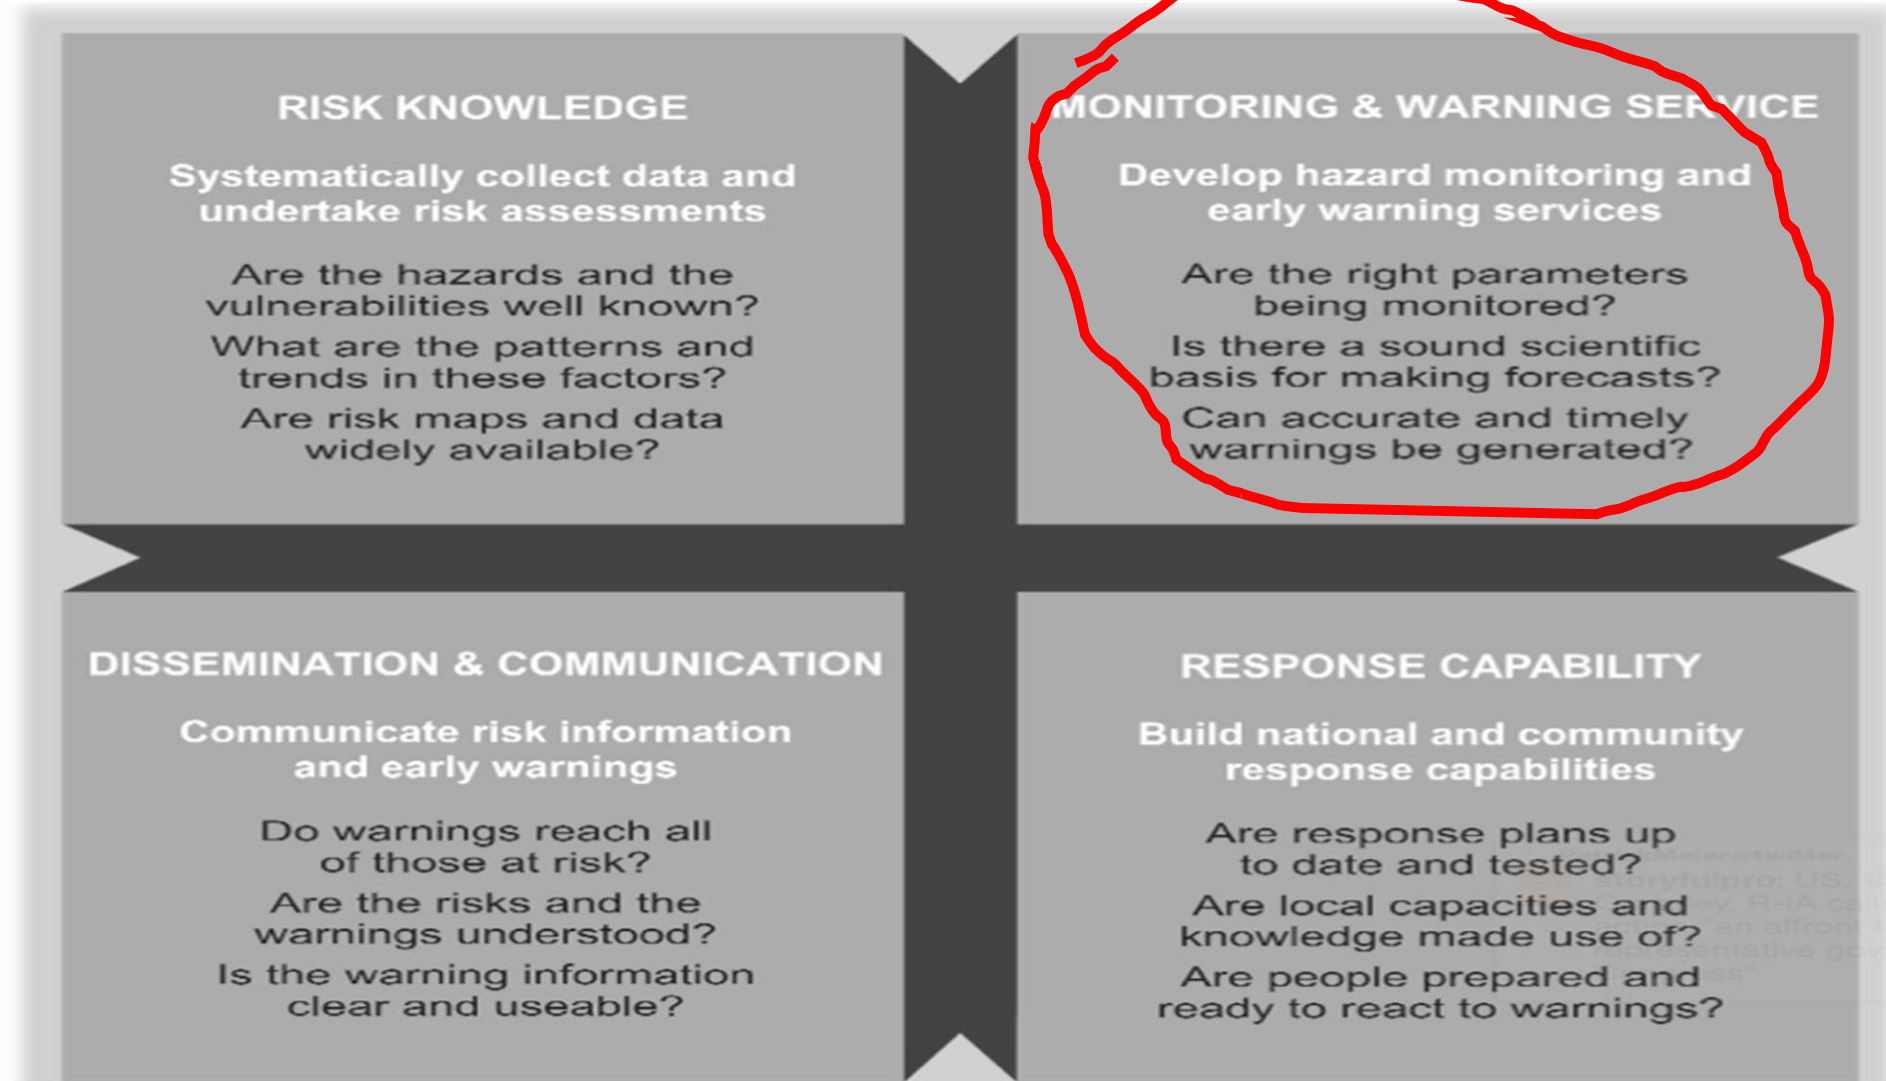 RISK KNOWLEDGE
Systematically collect data and
undertake risk assessments
Are the hazards and the
vulnerabilities well known?
What are the patterns and
trends in these factors?
Are risk maps and data
widely available?
MONITORING & WARNING SERVICE
Develop hazard monitoring and
early warning services
Are the right parameters
being monitored?
Is there a sound scientific
basis for making forecasts?
Can accurate and timely
warnings be generated?
DISSEMINATION & COMMUNICATION
Communicate risk information
and early warnings
Do warnings reach all
of those at risk?
Are the risks and the
warnings understood?
Is the warning information
clear and useable?
RESPONSE CAPABILITY
Build national and community
response capabilities
Are response plans up
to date and tested?
Are local capacities and
knowledge made use of?
Are people prepared and
ready to react to warnings?
storyfulpro: US:
R-IA
"an affront